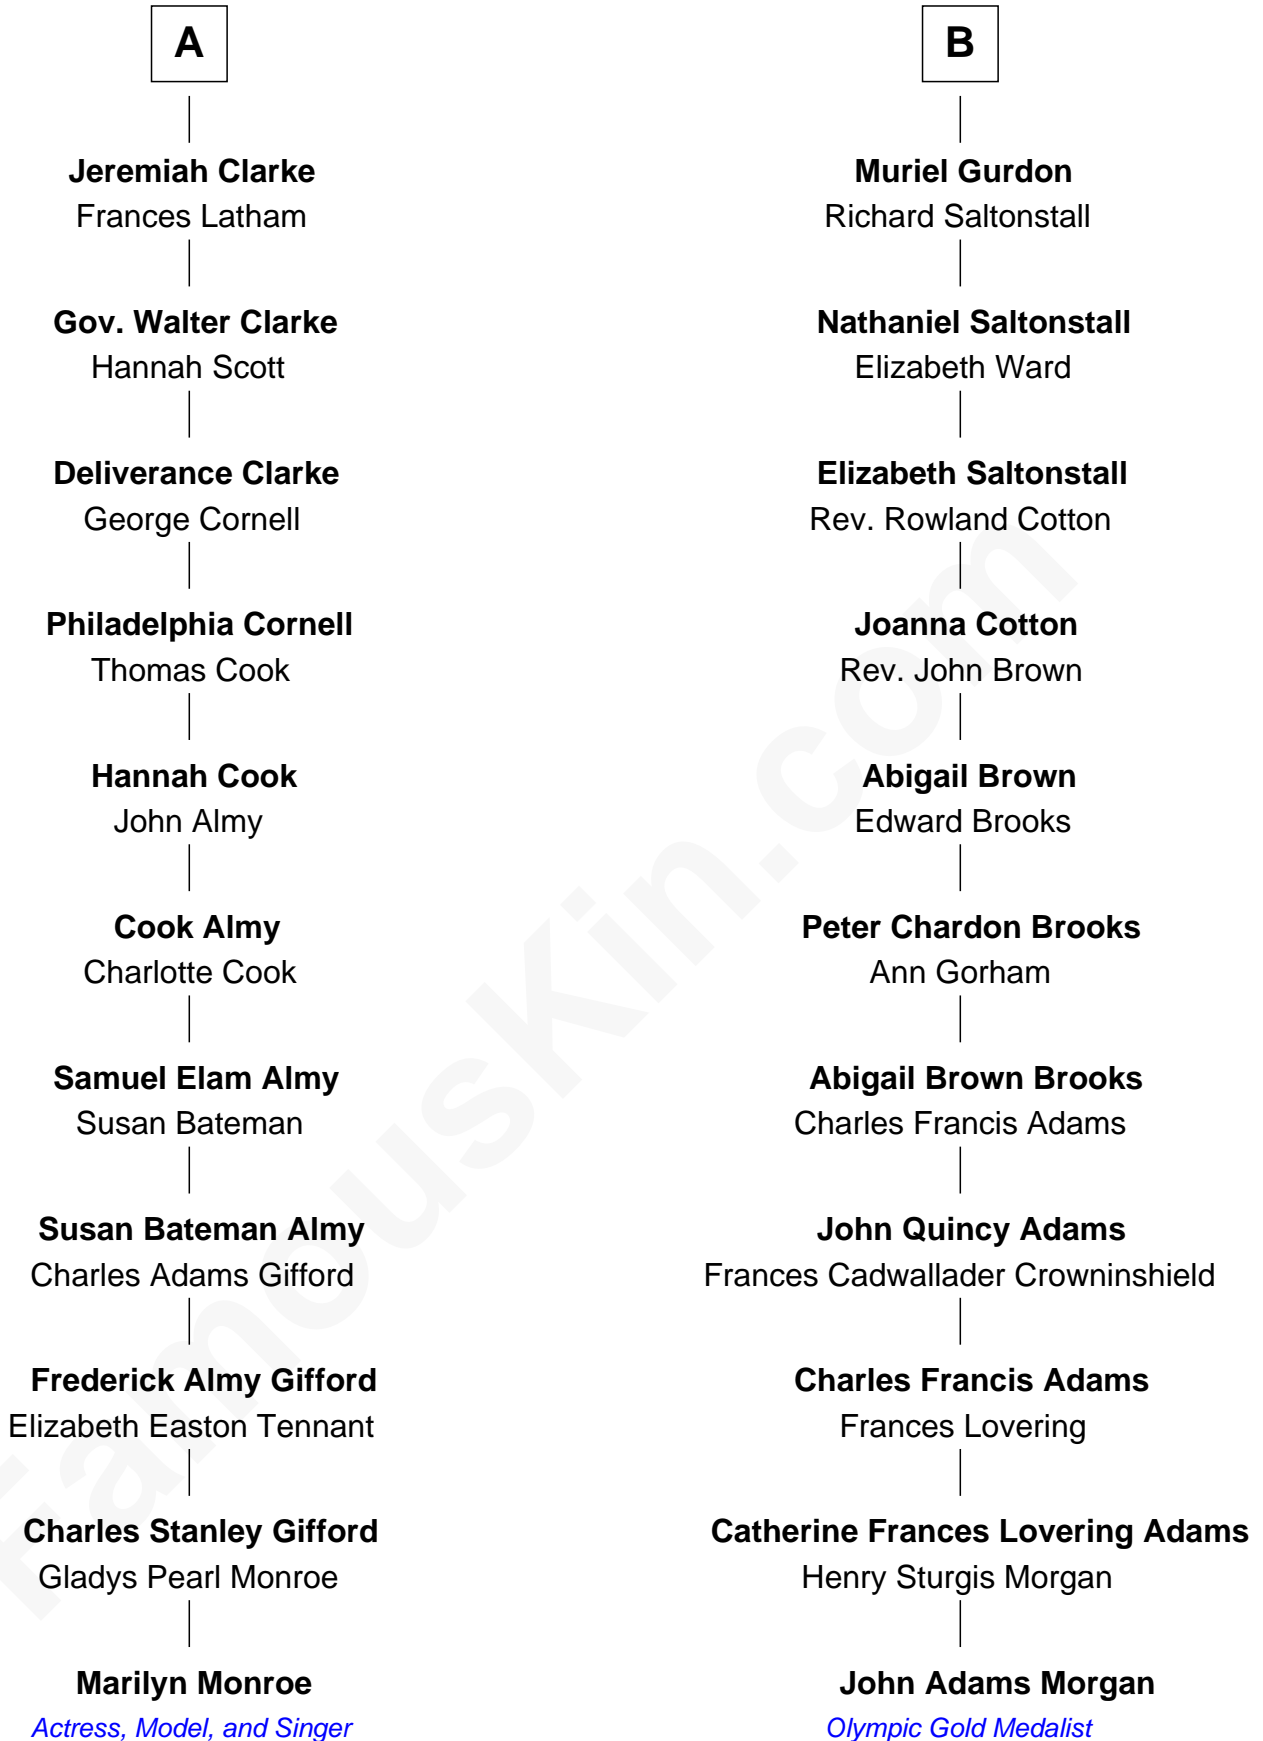 A
Jeremiah Clarke
Frances Latham
Gov. Walter Clarke
Hannah Scott
Deliverance Clarke
George Cornell
Philadelphia Cornell
Thomas Cook
Hannah Cook
John Almy
Cook Almy
Charlotte Cook
Samuel Elam Almy
Susan Bateman
Susan Bateman Almy
Charles Adams Gifford
Frederick Almy Gifford
Elizabeth Easton Tennant
Charles Stanley Gifford
Gladys Pearl Monroe
Marilyn Monroe
Actress, Model, and Singer
B
Muriel Gurdon
Richard Saltonstall
Nathaniel Saltonstall
Elizabeth Ward
Elizabeth Saltonstall
Rev. Rowland Cotton
Joanna Cotton
Rev. John Brown
Abigail Brown
Edward Brooks
Peter Chardon Brooks
Ann Gorham
Abigail Brown Brooks
Charles Francis Adams
John Quincy Adams
Frances Cadwallader Crowninshield
Charles Francis Adams
Frances Lovering
Catherine Frances Lovering Adams
Henry Sturgis Morgan
John Adams Morgan
Olympic Gold Medalist
FamousKin.com